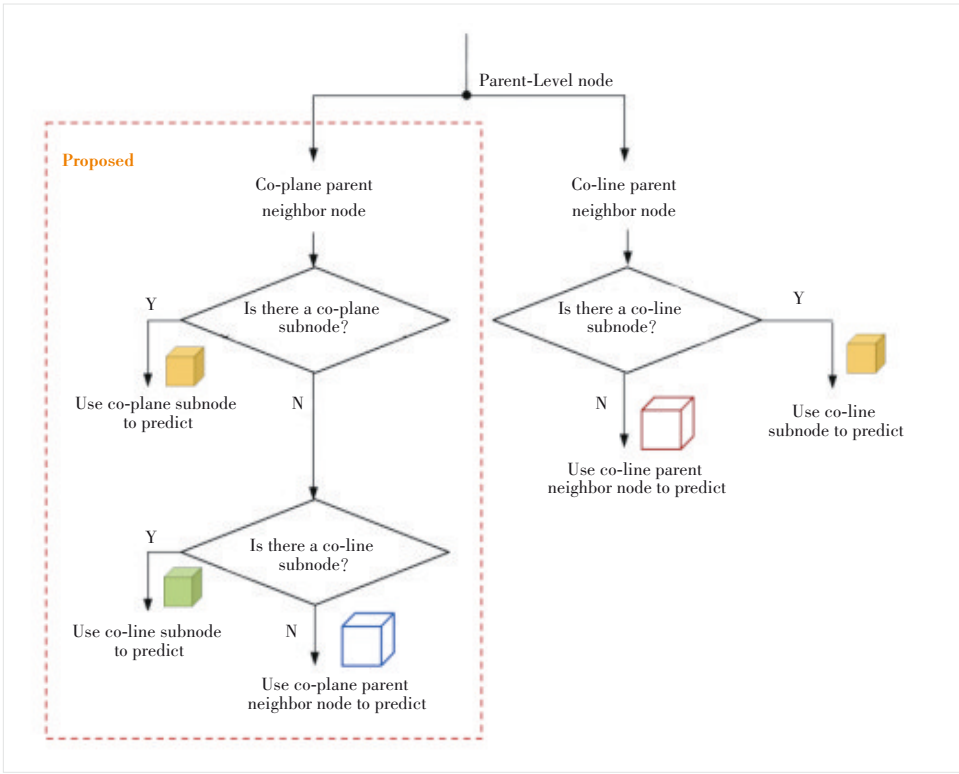 Parent-Level node
Proposed
Co-plane parent
neighbor node
Co-line parent
neighbor node
Is there a co-plane
subnode?
Is there a co-line
subnode?
Y
Y
Use co-plane subnode
to predict
N
N
Use co-line
subnode to predict
Use co-line parent
neighbor node to predict
Is there a co-line
subnode?
Y
Use co-line subnode
to predict
N
Use co-plane parent
neighbor node to predict